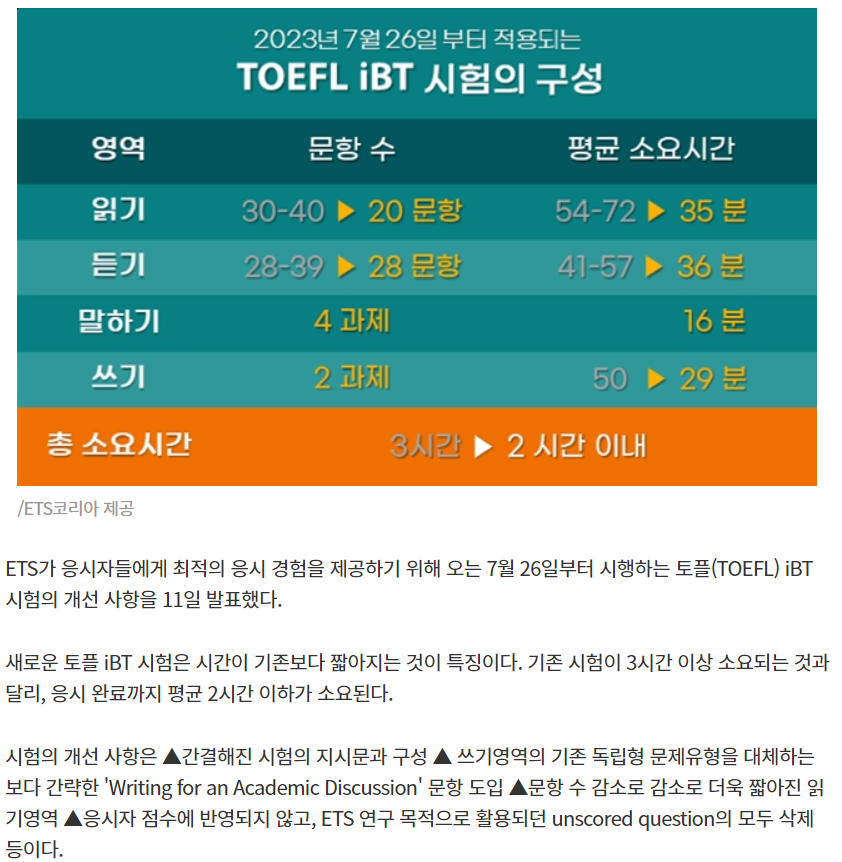 2023년 7월 26일 부터 적용되는
TOEFL iBT 시험의 구성
영역 문항 수 평균 소요시간
읽기 30-40 ▶ 20 문항 54-72 ▶ 35 분
듣기 28-39 ▶ 28 문항 41-57 ▶ 36 분
말하기 4 과제 16 분
쓰기 2 과제 50 ▶ 29 분
총 소요시간 3시간 ▶ 2 시간 이내
/ETS코리아 제공
ETS가 응시자들에게 최적의 응시 경험을 제공하기 위해 오는 7월 26일부터 시행하는 토플(TOEFL) iBT
시험의 개선 사항을 11일 발표했다.
새로운 토플 iBT 시험은 시간이 기존보다 짧아지는 것이 특징이다. 기존 시험이 3시간 이상 소요되는 것과
달리, 응시 완료까지 평균 2시간 이하가 소요된다.
시험의 개선 사항은 ▲간결해진 시험의 지시문과 구성 ▲ 쓰기영역의 기존 독립형 문제유형을 대체하는
보다 간략한 'Writing for an Academic Discussion' 문항 도입 ▲문항 수 감소로 감소로 더욱 짧아진 읽
기영역 ▲응시자 점수에 반영되지 않고, ETS 연구 목적으로 활용되던 unscored question의 모두 삭제
등이다.